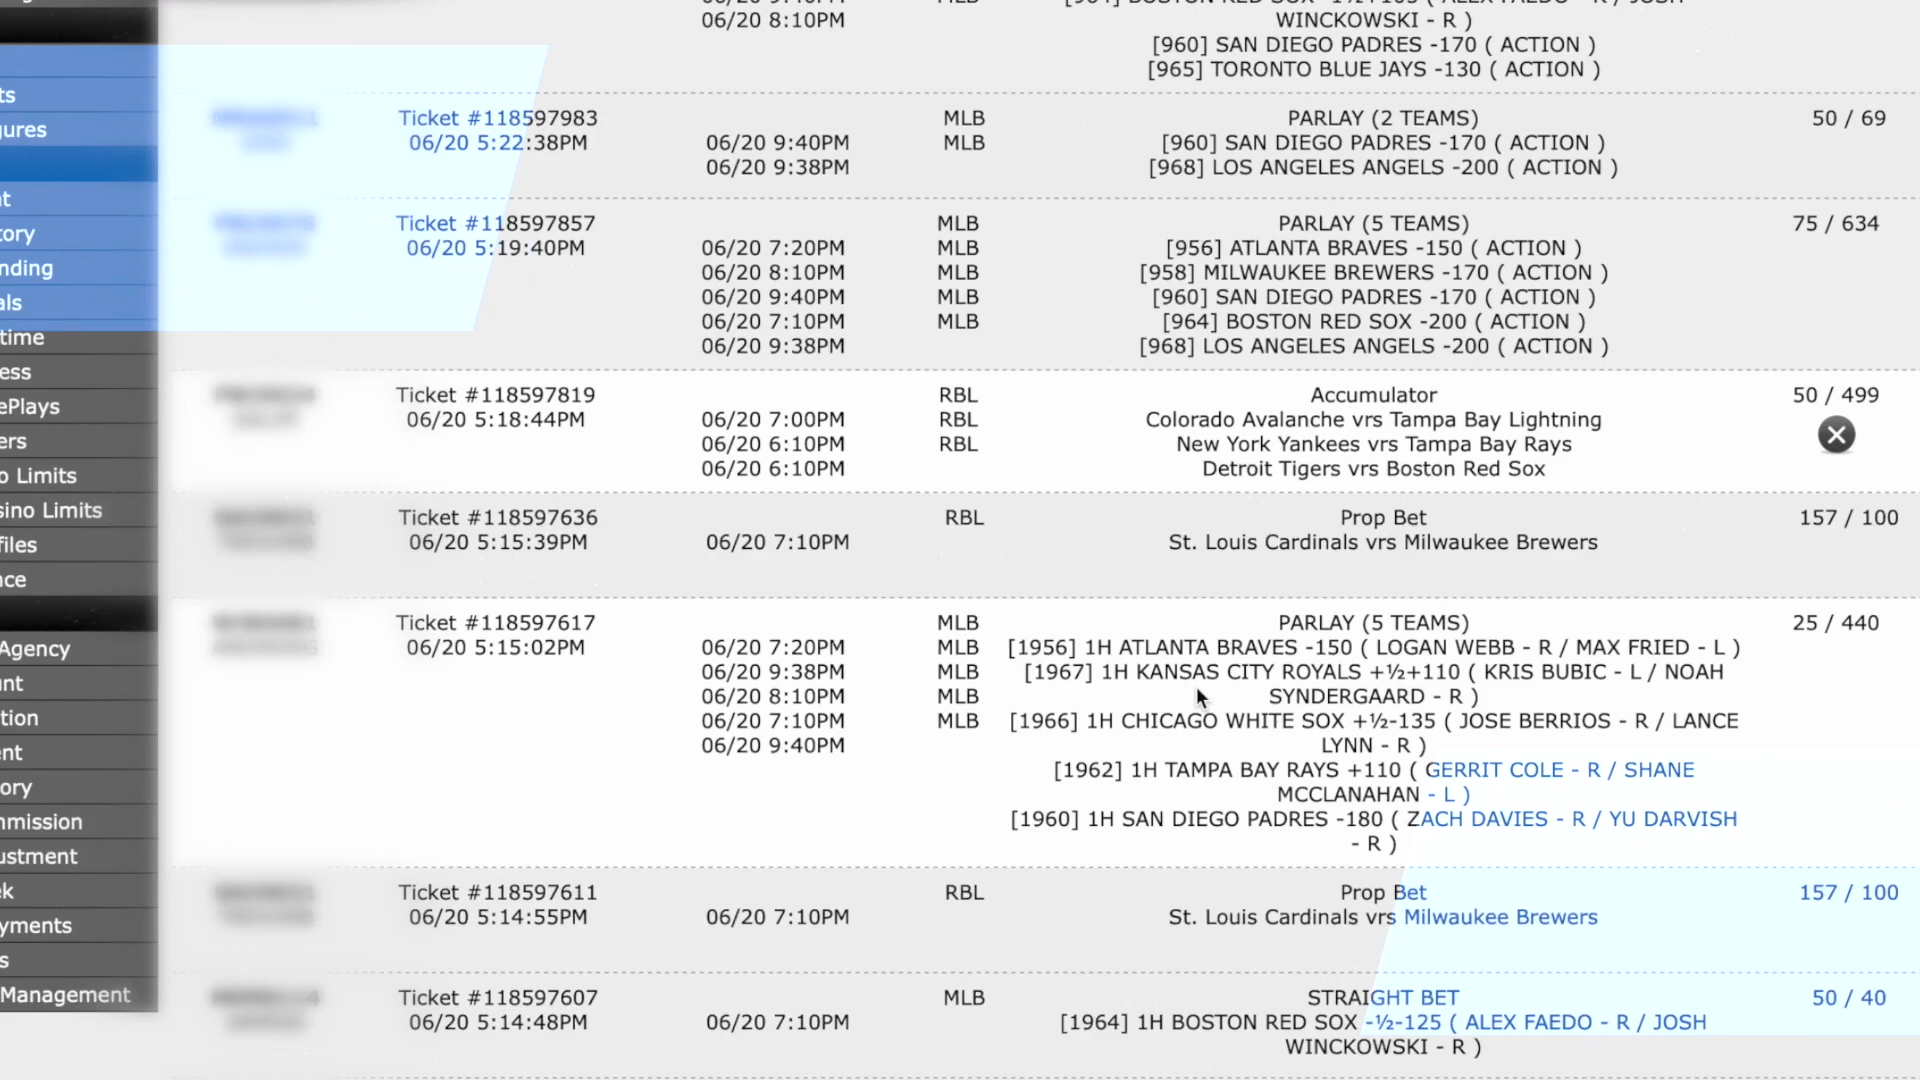 06/20 8:10PM
WINCKOWSKI - R )
[960] SAN DIEGO PADRES -170 ( ACTION )
[965] TORONTO BLUE JAYS -130 ( ACTION )
Ticket #118597983 MLB PARLAY (2 TEAMS) 50 / 69
06/20 5:22:38PM 06/20 9:40PM MLB [960] SAN DIEGO PADRES -170 ( ACTION )
06/20 9:38PM [968] LOS ANGELES ANGELS -200 ( ACTION )
Ticket #118597857 MLB PARLAY (5 TEAMS) 75 / 634
06/20 5:19:40PM 06/20 7:20PM MLB [956] ATLANTA BRAVES -150 ( ACTION )
06/20 8:10PM MLB [958] MILWAUKEE BREWERS -170 ( ACTION )
06/20 9:40PM MLB [960] SAN DIEGO PADRES -170 ( ACTION )
06/20 7:10PM MLB [964] BOSTON RED SOX -200 ( ACTION )
06/20 9:38PM [968] LOS ANGELES ANGELS -200 ( ACTION )
Ticket #118597819 RBL Accumulator 50 / 499
06/20 5:18:44PM 06/20 7:00PM RBL Colorado Avalanche vrs Tampa Bay Lightning
06/20 6:10PM RBL New York Yankees vrs Tampa Bay Rays
06/20 6:10PM Detroit Tigers vrs Boston Red Sox
Ticket #118597636 RBL Prop Bet 157 / 100
06/20 5:15:39PM 06/20 7:10PM St. Louis Cardinals vrs Milwaukee Brewers
Ticket #118597617 MLB PARLAY (5 TEAMS) 25 / 440
06/20 5:15:02PM 06/20 7:20PM MLB [1956] 1H ATLANTA BRAVES -150 ( LOGAN WEBB - R / MAX FRIED - L )
06/20 9:38PM MLB [1967] 1H KANSAS CITY ROYALS +½+110 ( KRIS BUBIC - L / NOAH
06/20 8:10PM MLB SYNDERGAARD - R )
06/20 7:10PM MLB [1966] 1H CHICAGO WHITE SOX +½-135 ( JOSE BERRIOS - R / LANCE
06/20 9:40PM LYNN - R )
[1962] 1H TAMPA BAY RAYS +110 ( GERRIT COLE - R / SHANE
MCCLANAHAN - L )
[1960] 1H SAN DIEGO PADRES -180 ( ZACH DAVIES - R / YU DARVISH
- R )
Ticket #118597611 RBL Prop Bet 157 / 100
06/20 5:14:55PM 06/20 7:10PM St. Louis Cardinals vrs Milwaukee Brewers
Ticket #118597607 MLB STRAIGHT BET 50 / 40
06/20 5:14:48PM 06/20 7:10PM [1964] 1H BOSTON RED SOX -½-125 ( ALEX FAEDO - R / JOSH
WINCKOWSKI - R )
ts
gures
t
tory
nding
als
time
ess
ePlays
ers
o Limits
sino Limits
files
nce
Agency
unt
tion
ent
ory
mmission
ustment
ek
yments
s
Management